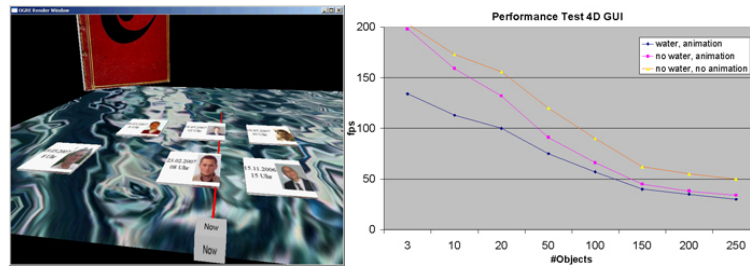 OGRE Render Window
23.02.2007
08 Uhr
15.11.2006
15 Uhr
Now
Now
Performance Test 4D GUI
fps
200
150
100
50
0
water, animation
no water, animation
no water, no animation
3 10 20 50 100 150 200 250
#Objects